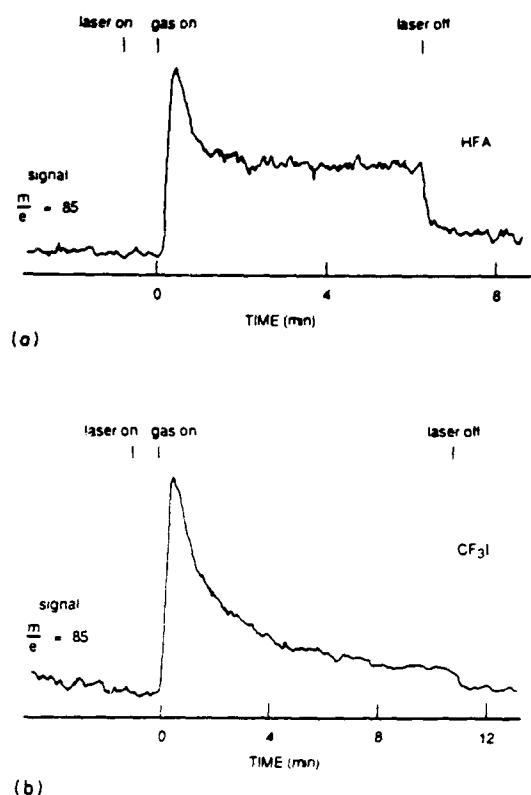 laser on gas on laser off
HFA
signal
m/e = 85
0 4 8
TIME (min)
(a)
laser on gas on laser off
CF3I
signal
m/e = 85
0 4 8 12
TIME (min)
(b)